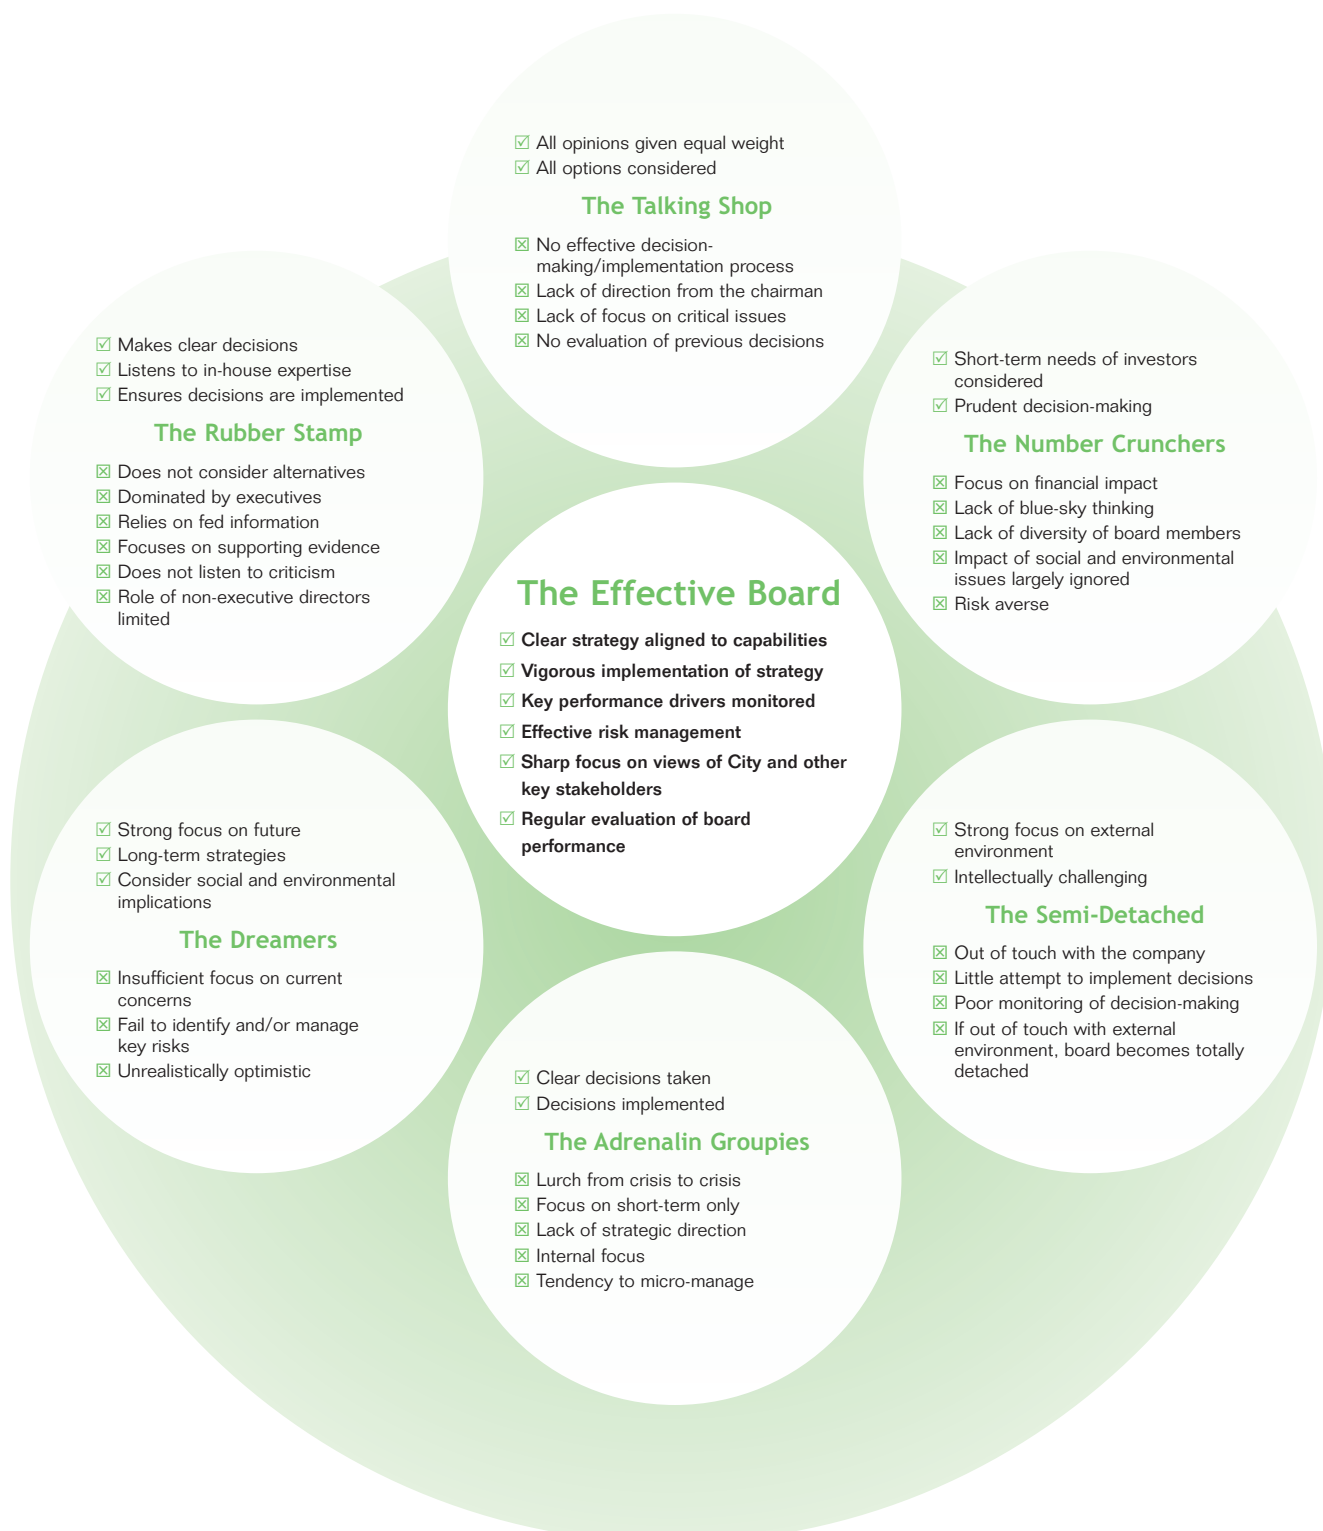 ☑ All opinions given equal weight
☑ All options considered
The Talking Shop
☒ No effective decision-
making/implementation process
☒ Lack of direction from the chairman
☒ Lack of focus on critical issues
☒ No evaluation of previous decisions
☑ Makes clear decisions
☑ Listens to in-house expertise
☑ Ensures decisions are implemented
The Rubber Stamp
☒ Does not consider alternatives
☒ Dominated by executives
☒ Relies on fed information
☒ Focuses on supporting evidence
☒ Does not listen to criticism
☒ Role of non-executive directors
limited
☑ Short-term needs of investors
considered
☑ Prudent decision-making
The Number Crunchers
☒ Focus on financial impact
☒ Lack of blue-sky thinking
☒ Lack of diversity of board members
☒ Impact of social and environmental
issues largely ignored
☒ Risk averse
The Effective Board
☑ Clear strategy aligned to capabilities
☑ Vigorous implementation of strategy
☑ Key performance drivers monitored
☑ Effective risk management
☑ Sharp focus on views of City and other
key stakeholders
☑ Regular evaluation of board
performance
☑ Strong focus on future
☑ Long-term strategies
☑ Consider social and environmental
implications
The Dreamers
☒ Insufficient focus on current
concerns
☒ Fail to identify and/or manage
key risks
☒ Unrealistically optimistic
☑ Strong focus on external
environment
☑ Intellectually challenging
The Semi-Detached
☒ Out of touch with the company
☒ Little attempt to implement decisions
☒ Poor monitoring of decision-making
☒ If out of touch with external
environment, board becomes totally
detached
☑ Clear decisions taken
☑ Decisions implemented
The Adrenalin Groupies
☒ Lurch from crisis to crisis
☒ Focus on short-term only
☒ Lack of strategic direction
☒ Internal focus
☒ Tendency to micro-manage